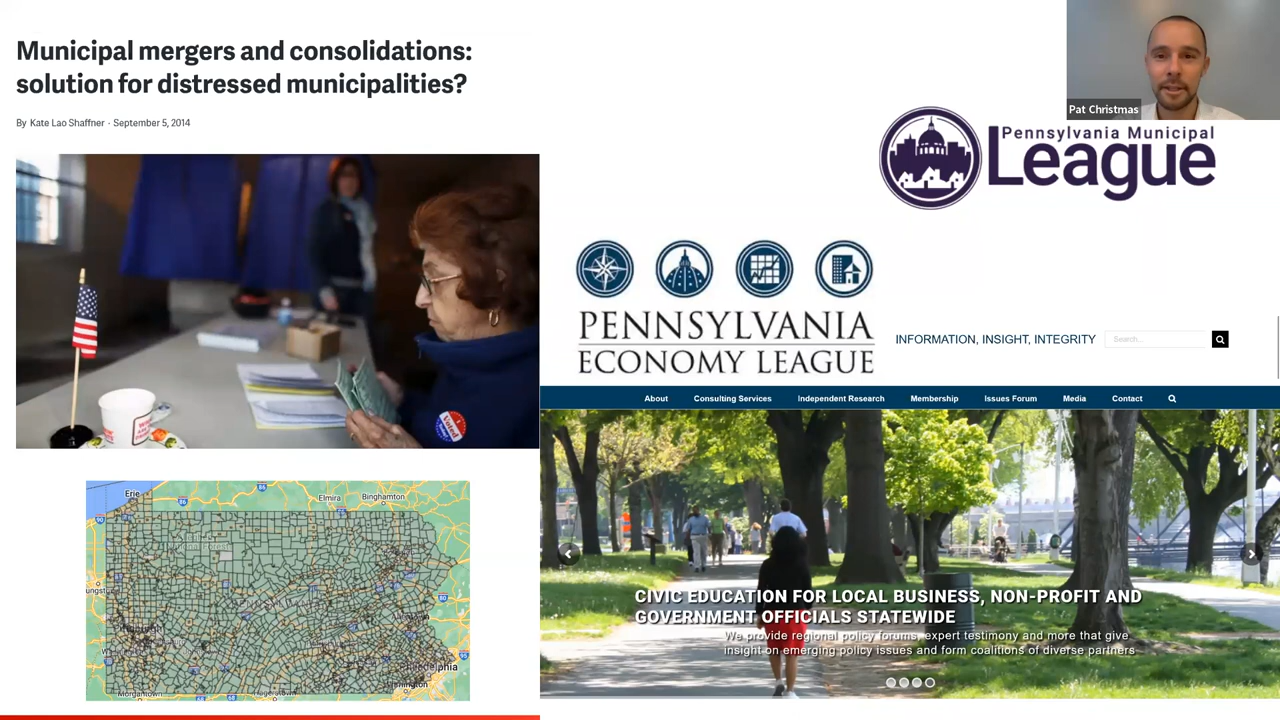 Municipal mergers and consolidations:
solution for distressed municipalities?
By Kate Lao Shaffner · September 5, 2014
Pat Christmas
Pennsylvania Municipal
League
PENNSYLVANIA
ECONOMY LEAGUE
INFORMATION, INSIGHT, INTEGRITY
Search...
About Consulting Services Independent Research Membership Issues Forum Media Contact
Voted
CIVIC EDUCATION FOR LOCAL BUSINESS, NON-PROFIT AND
GOVERNMENT OFFICIALS STATEWIDE
We provide regional policy forums, expert testimony and more that give
insight on emerging policy issues and form coalitions of diverse partners
Erie
Elmira
Binghamton